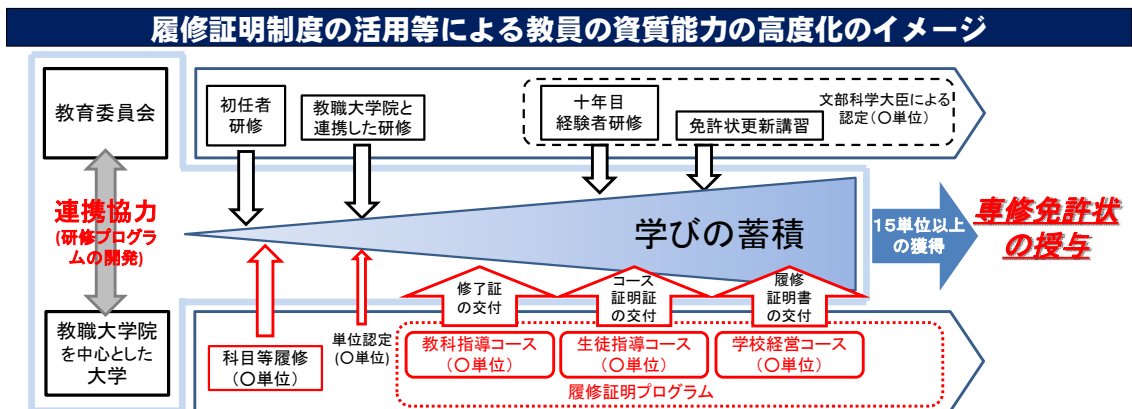 履修証明制度の活用等による教員の資質能力の高度化のイメージ
教育委員会
連携協力
(研修プログラ
ムの開発)
教職大学院
を中心とした
大学
初任者
研修
教職大学院と
連携した研修
十年目
経験者研修
免許状更新講習
文部科学大臣による
認定(〇単位)
学びの蓄積
15単位以上
の獲得
専修免許状
の授与
科目等履修
(〇単位)
単位認定
(〇単位)
修了証
の交付
コース
証明証
の交付
履修
証明書
の交付
教科指導コース
(〇単位)
生徒指導コース
(〇単位)
学校経営コース
(〇単位)
履修証明プログラム